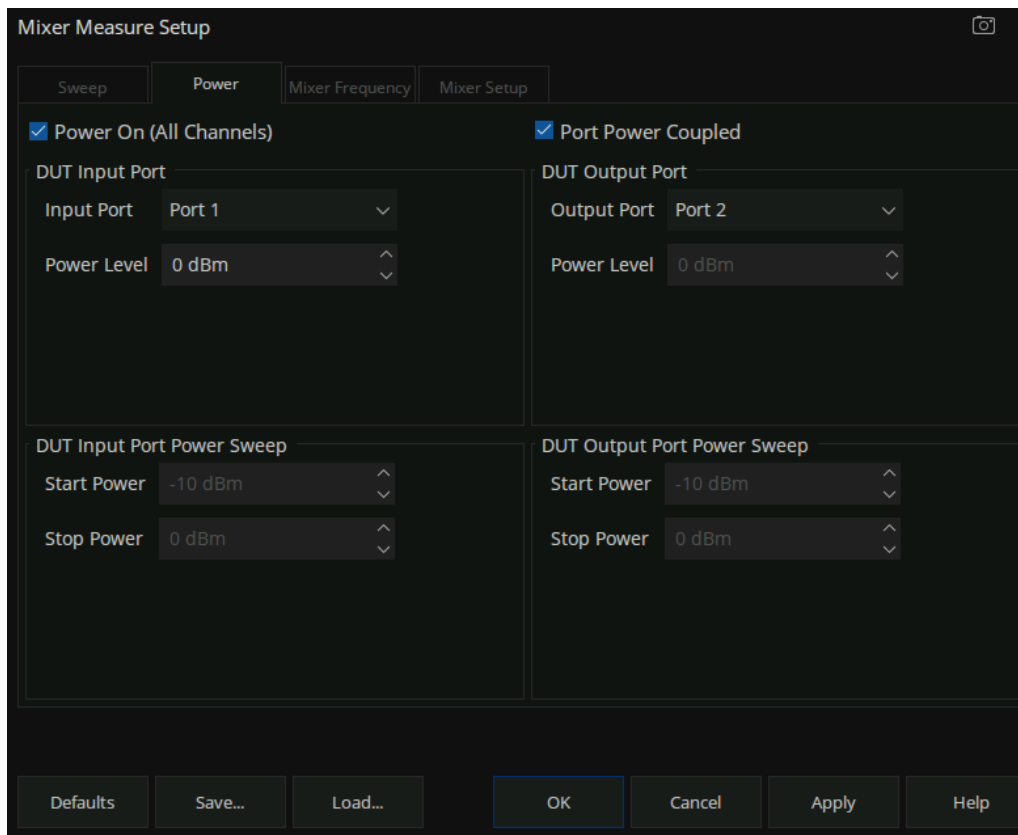 Mixer Measure Setup
Sweep Power Mixer Frequency Mixer Setup
Power On (All Channels) Port Power Coupled
DUT Input Port DUT Output Port
Input Port Port 1 Output Port Port 2
Power Level 0 dBm Power Level 0 dBm
DUT Input Port Power Sweep DUT Output Port Power Sweep
Start Power -10 dBm Start Power -10 dBm
Stop Power 0 dBm Stop Power 0 dBm
Defaults Save... Load... OK Cancel Apply Help